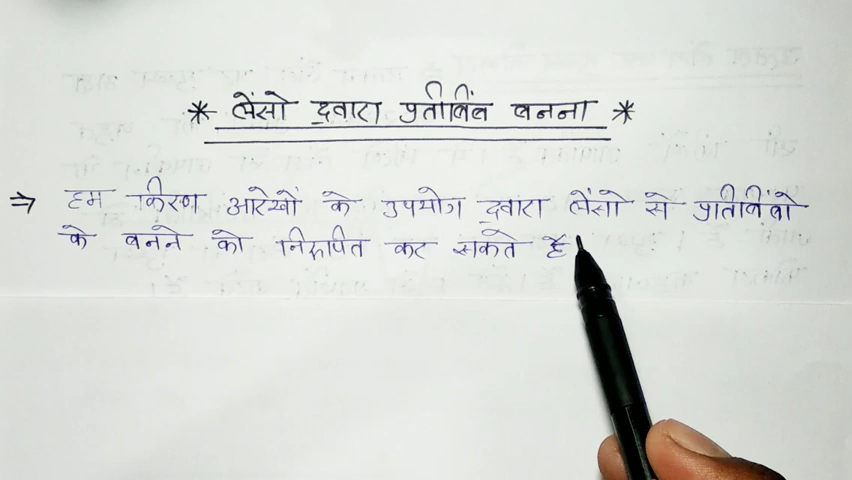 * लेंसो द्वारा प्रतिबिंब बनना *
⇒ हम किरण आरेखों के उपयोग द्वारा लेंसो से प्रतिबिंबो
के बनने को निरूपित कर सकते हैं